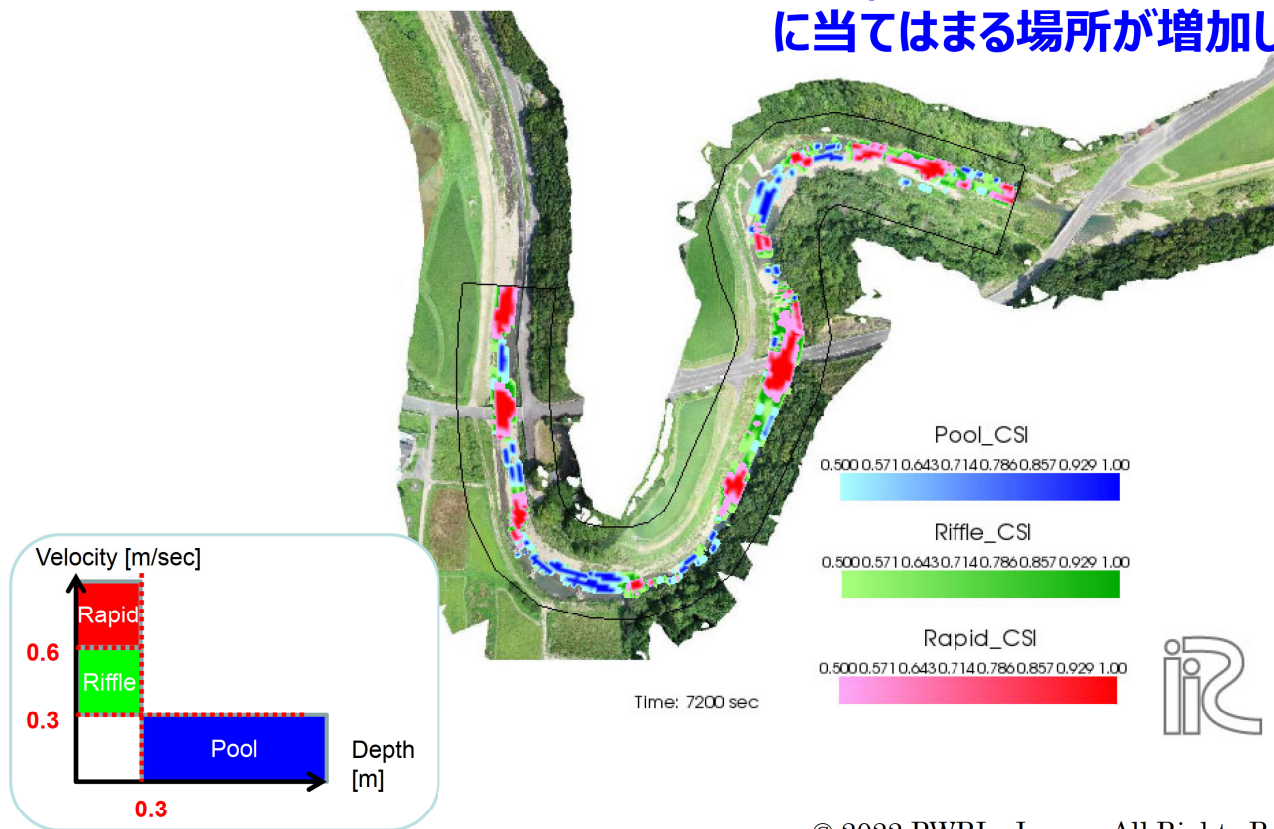 に当てはまる場所が増加し
Pool_CSI
0.500 0.571 0.643 0.714 0.786 0.857 0.929 1.00
Riffle_CSI
0.500 0.571 0.643 0.714 0.786 0.857 0.929 1.00
Rapid_CSI
0.500 0.571 0.643 0.714 0.786 0.857 0.929 1.00
Time: 7200 sec
iRiC
Velocity [m/sec]
Rapid
0.6
Riffle
0.3
Pool
Depth
[m]
0.3